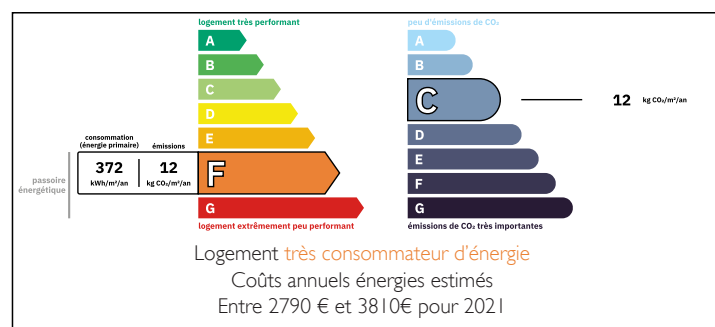 logement très performant
A
B
C
D
E
consommation
(énergie primaire)
émissions
passoire
énergétique
372
kWh/m²/an
12
kg CO₂/m²/an
F
G
logement extrêmement peu performant
peu d'émissions de CO₂
A
B
C
12 kg CO₂/m²/an
D
E
F
G
émissions de CO₂ très importantes
Logement très consommateur d'énergie
Coûts annuels énergies estimés
Entre 2790 € et 3810€ pour 2021